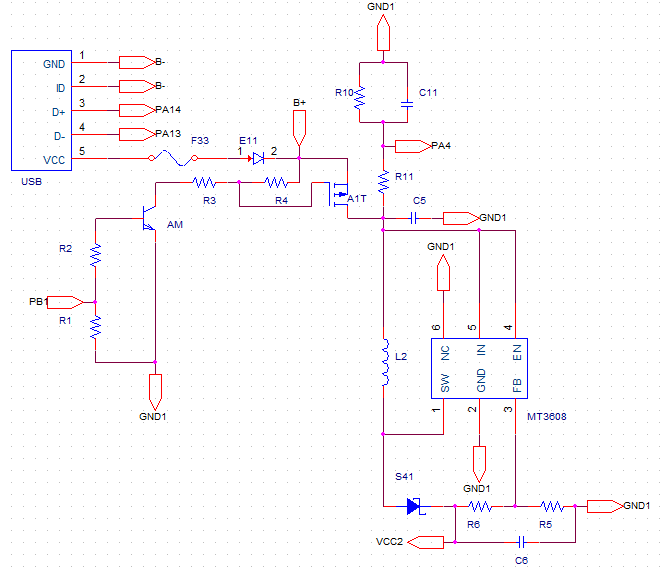 GND1
GND 1 B-
ID 2 B-
R10 C11
D+ 3 PA14
B+
D- 4 PA13
F33 E11
PA4
VCC 5 1 2
USB
R11
R3 R4 A1T
C5
GND1
AM
R2
GND1
PB1
R1
6 5 4
NC IN EN
L2
SW GND FB
GND1
1 2 3
MT3608
S41
GND1
GND1
R6 R5
VCC2
C6